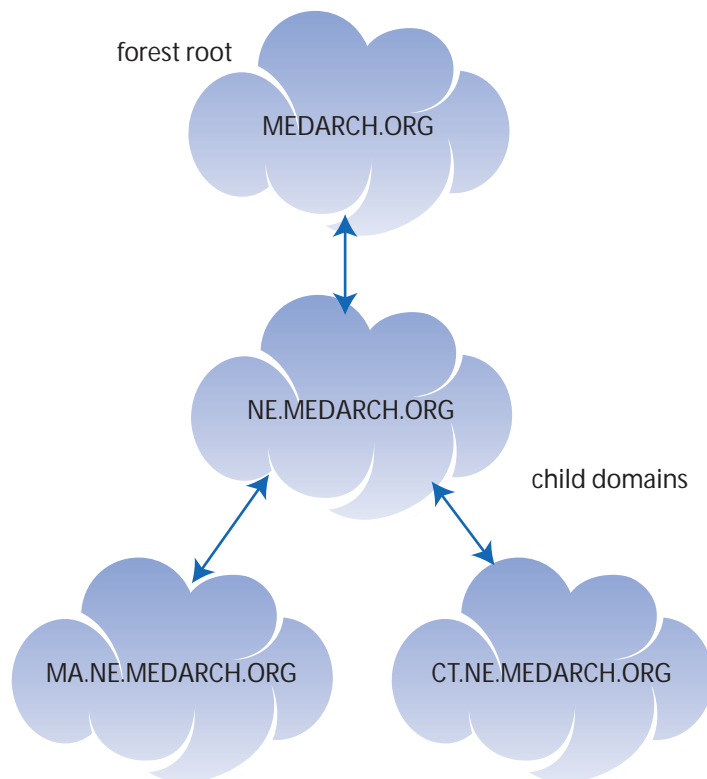 forest root
MEDARCH.ORG
NE.MEDARCH.ORG
child domains
MA.NE.MEDARCH.ORG
CT.NE.MEDARCH.ORG